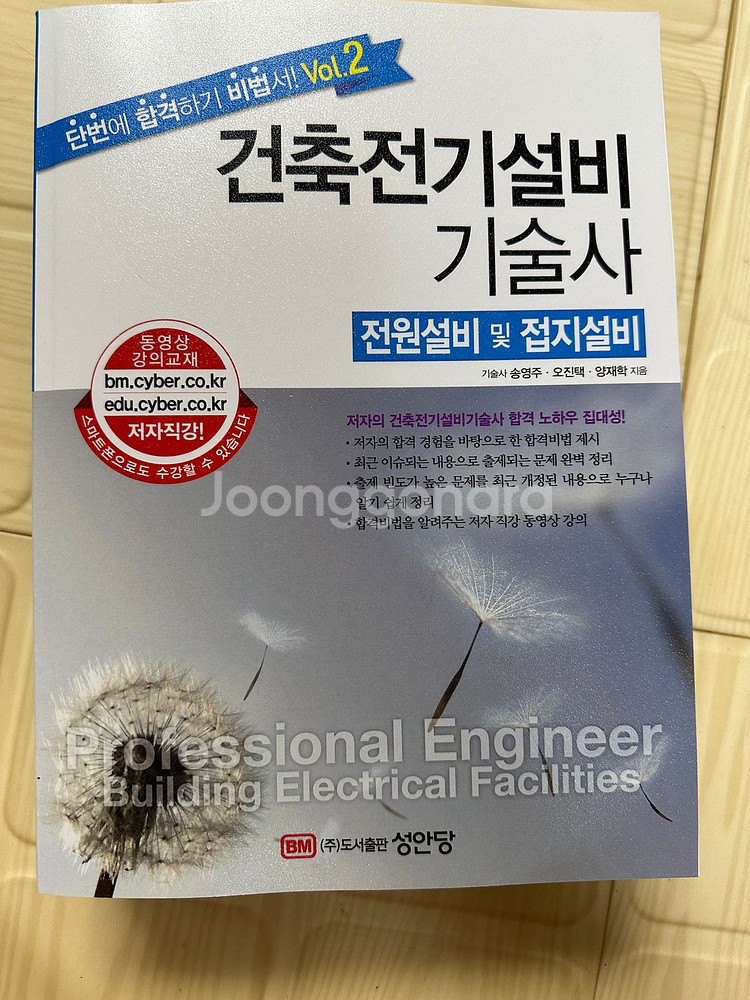 단번에 합격하기 비법서! Vol.2
건축전기설비
기술사
전원설비 및 접지설비
기술사 송영주 · 오진택 · 양재학 지음
동영상
강의교재
bm.cyber.co.kr
edu.cyber.co.kr
저자직강!
스마트폰으로도 수강할 수 있습니다
저자의 건축전기설비기술사 합격 노하우 집대성!
• 저자의 합격 경험을 바탕으로 한 합격비법 제시
• 최근 이슈되는 내용으로 출제되는 문제 완벽 정리
• 출제 빈도가 높은 문제를 최근 개정된 내용으로 누구나
알기 쉽게 정리
• 합격비법을 알려주는 저자 직강 동영상 강의
Joonggonara
Professional Engineer
Building Electrical Facilities
BM (주)도서출판 성안당